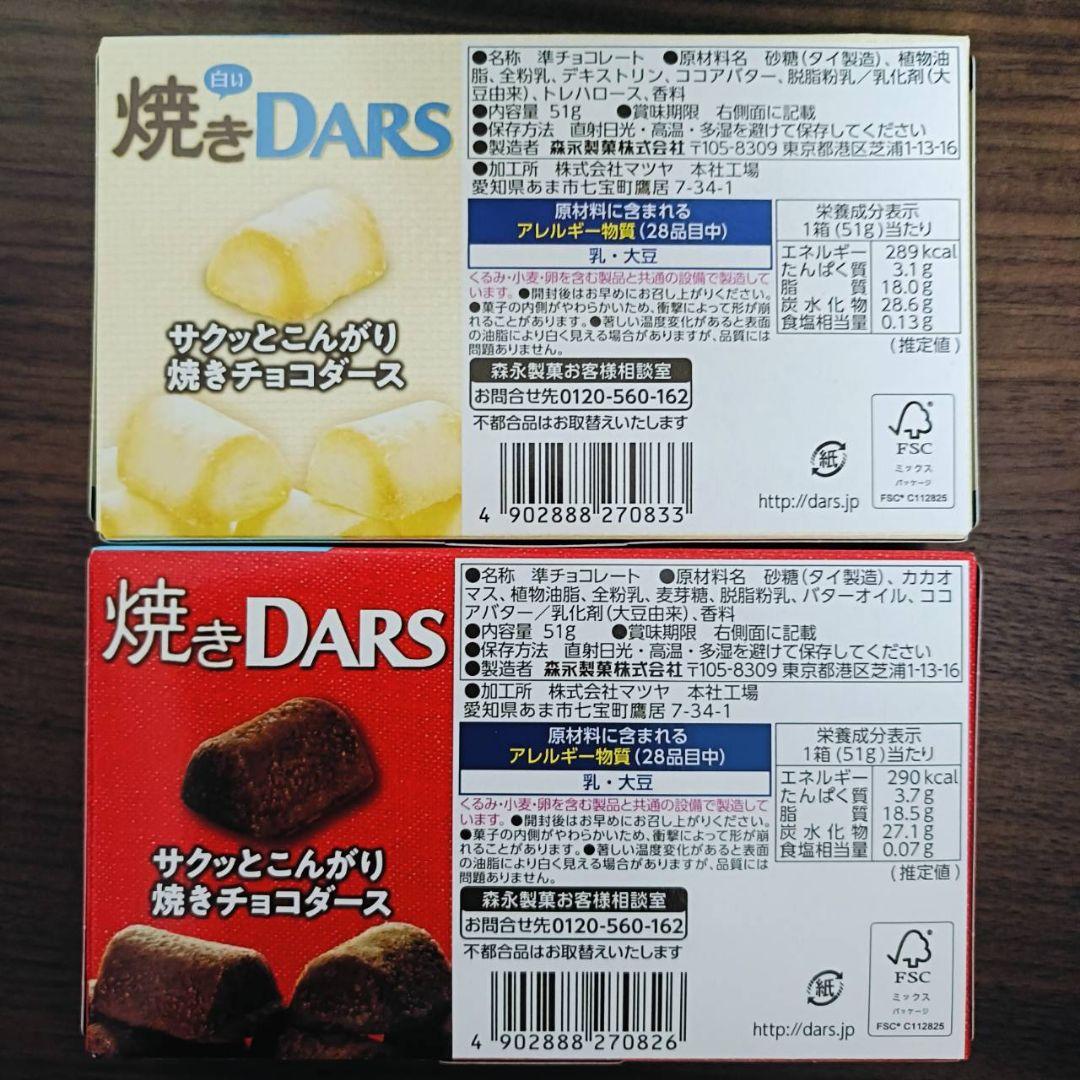 白い
焼きDARS
サクッとこんがり
焼きチョコダース
●名称 準チョコレート ●原材料名 砂糖(タイ製造)、植物油
脂、全粉乳、デキストリン、ココアバター、脱脂粉乳/乳化剤(大
豆由来)、トレハロース、香料
●内容量 51g ●賞味期限 右側面に記載
●保存方法 直射日光・高温・多湿を避けて保存してください
●製造者 森永製菓株式会社 〒105-8309 東京都港区芝浦1-13-16
●加工所 株式会社マツヤ 本社工場
愛知県あま市七宝町鷹居 7-34-1
原材料に含まれる
アレルギー物質(28品目中)
乳・大豆
くるみ・小麦・卵を含む製品と共通の設備で製造して
います。●開封後はお早めにお召し上がりください。
●菓子の内側がやわらかいため、衝撃によって形が崩
れることがあります。●著しい温度変化があると表面
の油脂により白く見える場合がありますが、品質には
問題ありません。
栄養成分表示
1箱(51g)当たり
エネルギー 289kcal
たんぱく質 3.1g
脂質 18.0g
炭水化物 28.6g
食塩相当量 0.13g
(推定値)
森永製菓お客様相談室
お問合せ先0120-560-162
不都合品はお取替えいたします
4 902888 270833
紙
http://dars.jp
FSC
ミックス
パッケージ
FSC® C112825
焼きDARS
サクッとこんがり
焼きチョコダース
●名称 準チョコレート ●原材料名 砂糖(タイ製造)、カカオ
マス、植物油脂、全粉乳、麦芽糖、脱脂粉乳、バターオイル、ココ
アバター/乳化剤(大豆由来)、香料
●内容量 51g ●賞味期限 右側面に記載
●保存方法 直射日光・高温・多湿を避けて保存してください
●製造者 森永製菓株式会社 〒105-8309 東京都港区芝浦1-13-16
●加工所 株式会社マツヤ 本社工場
愛知県あま市七宝町鷹居 7-34-1
原材料に含まれる
アレルギー物質(28品目中)
乳・大豆
くるみ・小麦・卵を含む製品と共通の設備で製造して
います。●開封後はお早めにお召し上がりください。
●菓子の内側がやわらかいため、衝撃によって形が崩
れることがあります。●著しい温度変化があると表面
の油脂により白く見える場合がありますが、品質には
問題ありません。
栄養成分表示
1箱(51g)当たり
エネルギー 290kcal
たんぱく質 3.7g
脂質 18.5g
炭水化物 27.1g
食塩相当量 0.07g
(推定値)
森永製菓お客様相談室
お問合せ先0120-560-162
不都合品はお取替えいたします
4 902888 270826
紙
http://dars.jp
FSC
ミックス
パッケージ
FSC® C112825